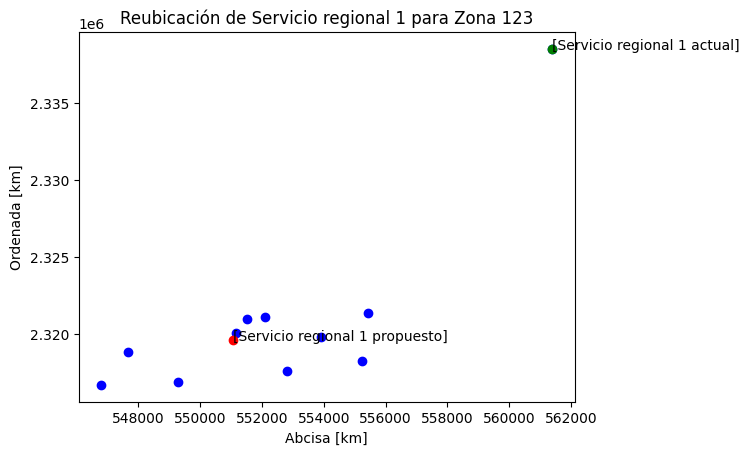 Reubicación de Servicio regional 1 para Zona 123
1e6
[Servicio regional 1 actual]
2.335
2.330
2.325
2.320
[Servicio regional 1 propuesto]
Ordenada [km]
548000 550000 552000 554000 556000 558000 560000 562000
Abcisa [km]